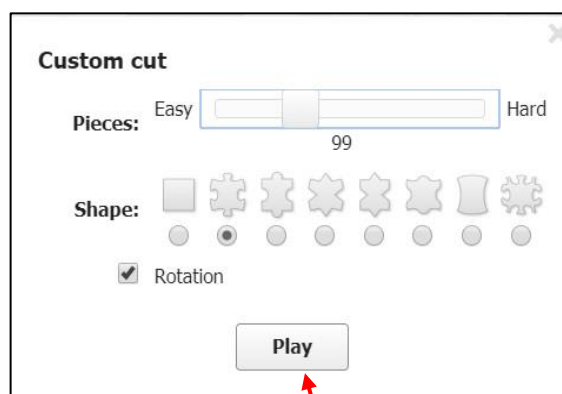 Custom cut
Pieces: Easy Hard
99
Shape:
Rotation
Play